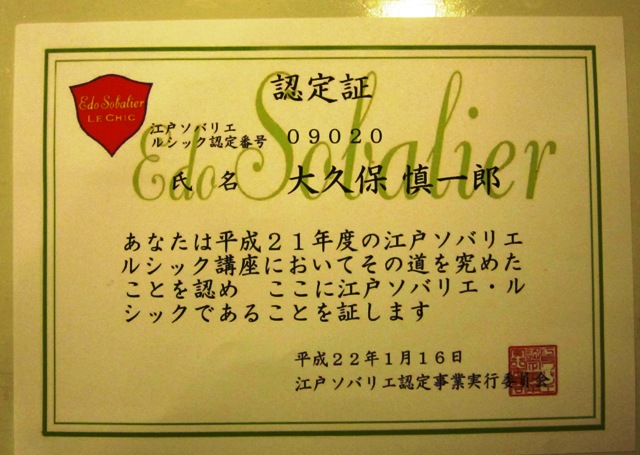 認定証
Edo Sobalier
LE CHIC
Edo Sobalier
江戸ソバリエ
ルシック認定番号 09020
氏 名 大久保 慎一郎
あなたは平成21年度の江戸ソバリエ
ルシック講座においてその道を究めた
ことを認め ここに江戸ソバリエ・ル
シックであることを証します
平成22年1月16日
江戸ソバリエ認定事業実行委員会